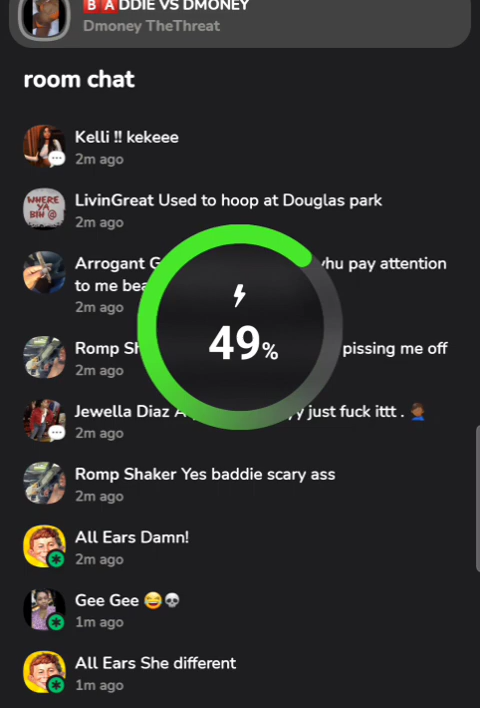 🅱🅰DDIE VS DMONEY
Dmoney TheThreat
room chat
Kelli ‼ kekeee
2m ago
LivinGreat Used to hoop at Douglas park
2m ago
WHERE
YA
BIH @
Arrogant pay attention
to me
2m ago
Romp pissing me off
2m ago
Jewella Diaz just fuck ittt . 🤦🏾‍♂️
2m ago
49%
Romp Shaker Yes baddie scary ass
2m ago
All Ears Damn!
2m ago
Gee Gee 😂💀
1m ago
All Ears She different
1m ago